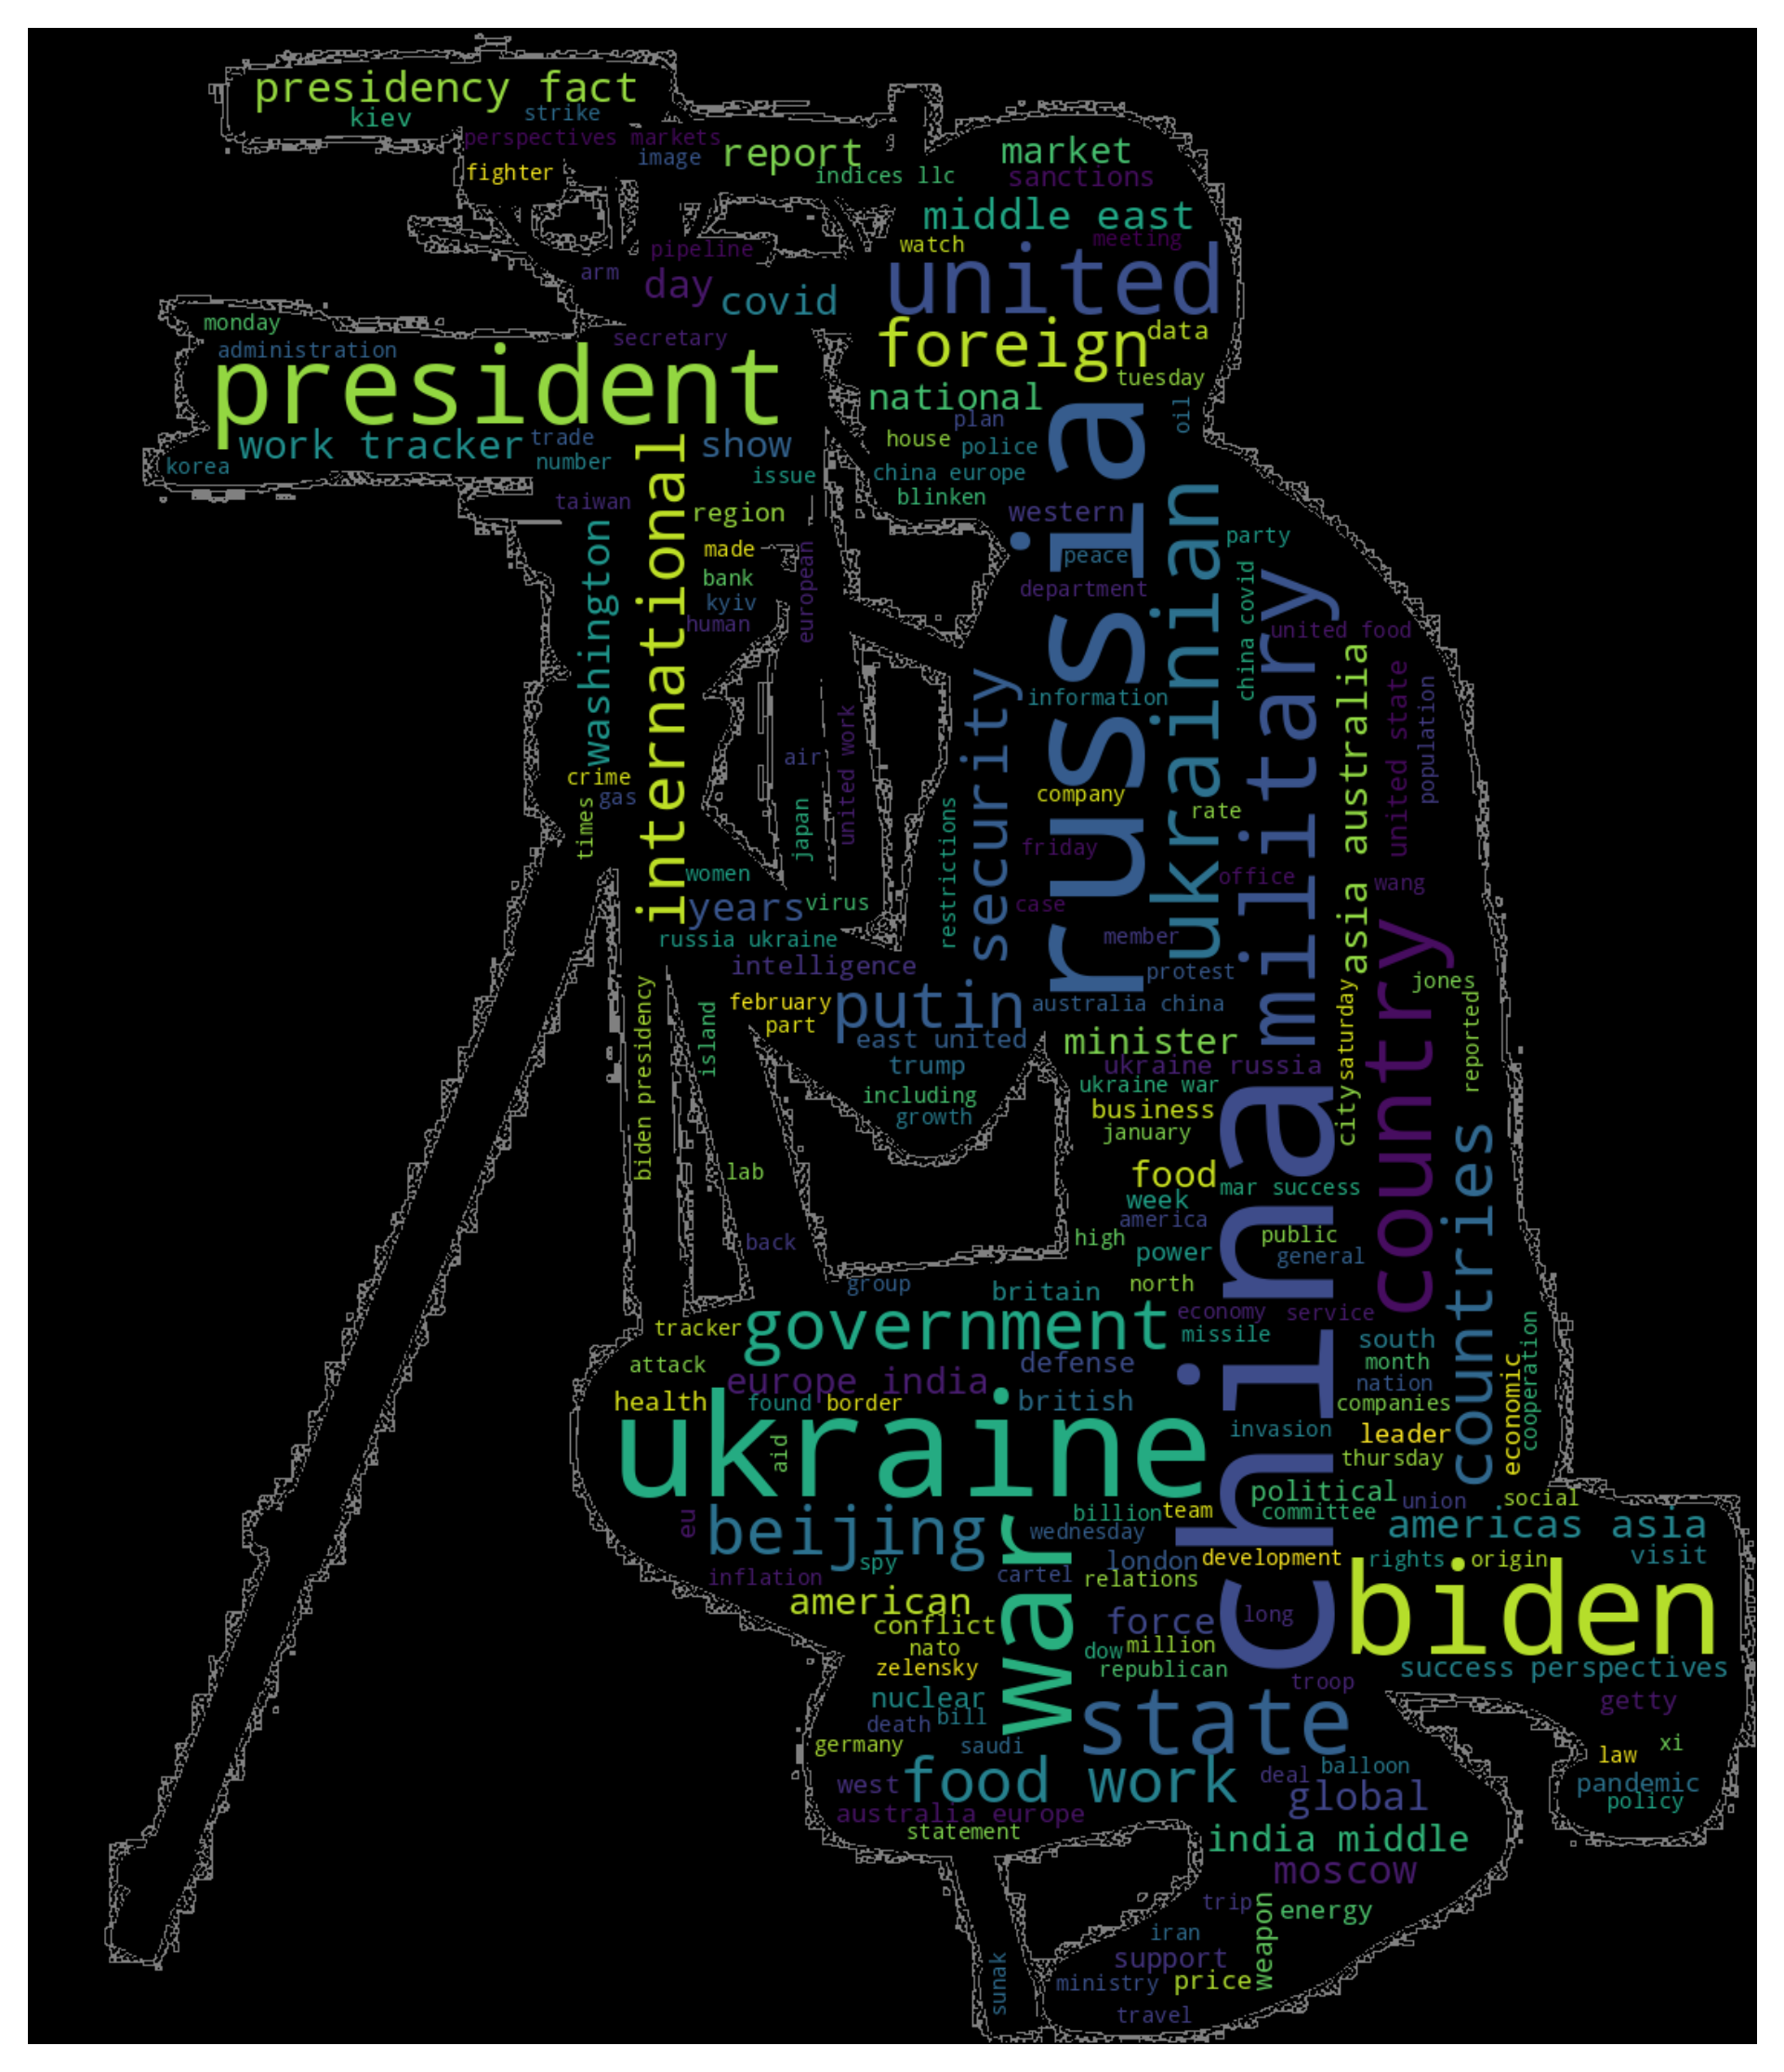 presidency fact
kiev
strike
perspectives markets
fighter
image
report
indices llc
market
sanctions
middle east
watch
meeting
pipeline
united
arm
day
covid
monday
secretary
foreign
data
administration
president
tuesday
national
oil
plan
work tracker
trade
show
house
police
korea
number
issue
china europe
blinken
taiwan
region
western
international
washington
made
european
russia
peace
ukrainian
party
bank
kyiv
department
china covid
military
human
united food
information
security
asia australia
united state
population
air
united work
crime
gas
times
japan
company
rate
restrictions
friday
women
office
wang
years
virus
case
russia ukraine
member
intelligence
protest
february
putin
australia china
jones
part
east united
minister
country
saturday
reported
island
biden presidency
trump
ukraine russia
ukraine war
including
business
city
growth
january
lab
food
mar success
week
america
back
high
power
public
general
group
britain
north
china
countries
economy
service
tracker
government
missile
south
attack
defense
month
europe india
nation
health
found
border
british
companies
economic
cooperation
ukraine
invasion
leader
aid
thursday
political
union
social
eu
beijing
billion
team
committee
americas asia
wednesday
war
spy
london
development
rights
origin
visit
inflation
cartel
relations
biden
american
conflict
force
long
nato
dow
million
zelensky
republican
success perspectives
troop
nuclear
state
getty
death
bill
germany
saudi
law
xi
balloon
west
food work
deal
global
pandemic
policy
australia europe
statement
india middle
moscow
trip
weapon
energy
iran
support
sunak
ministry
price
travel